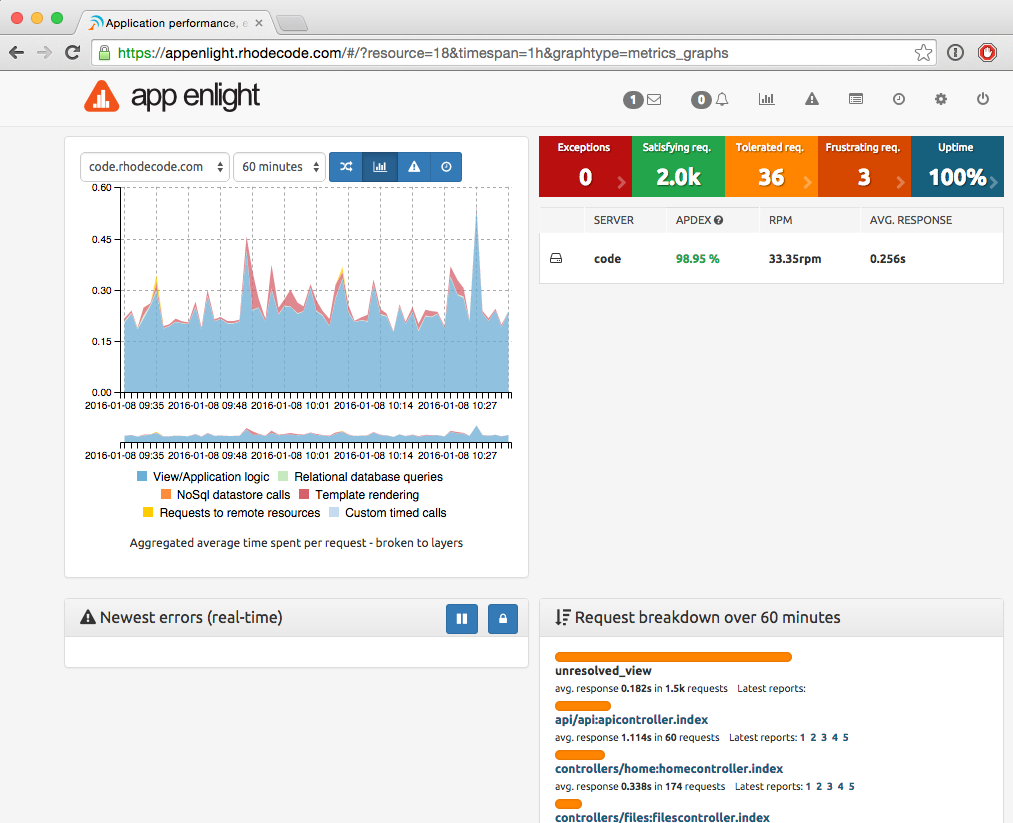 Application performance, e
https://appenlight.rhodecode.com/#/?resource=18&timespan=1h&graphtype=metrics_graphs
app enlight
1 0
code.rhodecode.com 60 minutes
0.60
0.45
0.30
0.15
0.00
2016-01-08 09:35 2016-01-08 09:48 2016-01-08 10:01 2016-01-08 10:14 2016-01-08 10:27
2016-01-08 09:35 2016-01-08 09:48 2016-01-08 10:01 2016-01-08 10:14 2016-01-08 10:27
View/Application logic Relational database queries
NoSql datastore calls Template rendering
Requests to remote resources Custom timed calls
Aggregated average time spent per request - broken to layers
Exceptions Satisfying req. Tolerated req. Frustrating req. Uptime
0 2.0k 36 3 100%
SERVER APDEX RPM AVG. RESPONSE
code 98.95 % 33.35rpm 0.256s
Newest errors (real-time)
Request breakdown over 60 minutes
unresolved_view
avg. response 0.182s in 1.5k requests Latest reports:
api/api:apicontroller.index
avg. response 1.114s in 60 requests Latest reports: 1 2 3 4 5
controllers/home:homecontroller.index
avg. response 0.338s in 174 requests Latest reports: 1 2 3 4 5
controllers/files:filescontroller.index